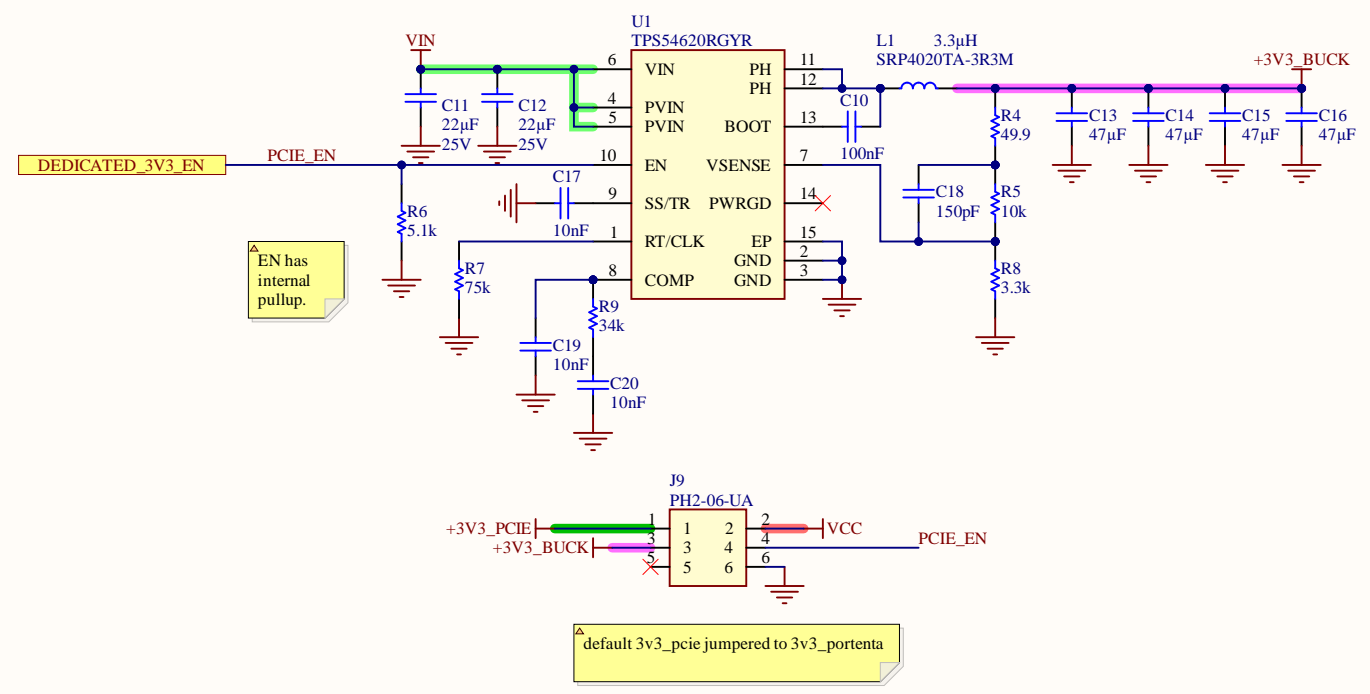 U1
TPS54620RGYR
VIN
C11
22µF
25V
C12
22µF
25V
6
VIN
4
PVIN
5
PVIN
10
EN
9
SS/TR
1
RT/CLK
8
COMP
PH
11
PH
12
BOOT
13
VSENSE
7
PWRGD
14
EP
15
GND
2
GND
3
L1
3.3µH
SRP4020TA-3R3M
C10
100nF
+3V3_BUCK
R4
49.9
C13
47µF
C14
47µF
C15
47µF
C16
47µF
C18
150pF
R5
10k
R8
3.3k
DEDICATED_3V3_EN
PCIE_EN
R6
5.1k
C17
10nF
EN has
internal
pullup.
R7
75k
R9
34k
C19
10nF
C20
10nF
J9
PH2-06-UA
+3V3_PCIE
1
1
2
2
VCC
+3V3_BUCK
3
3
4
4
PCIE_EN
5
5
6
6
default 3v3_pcie jumpered to 3v3_portenta